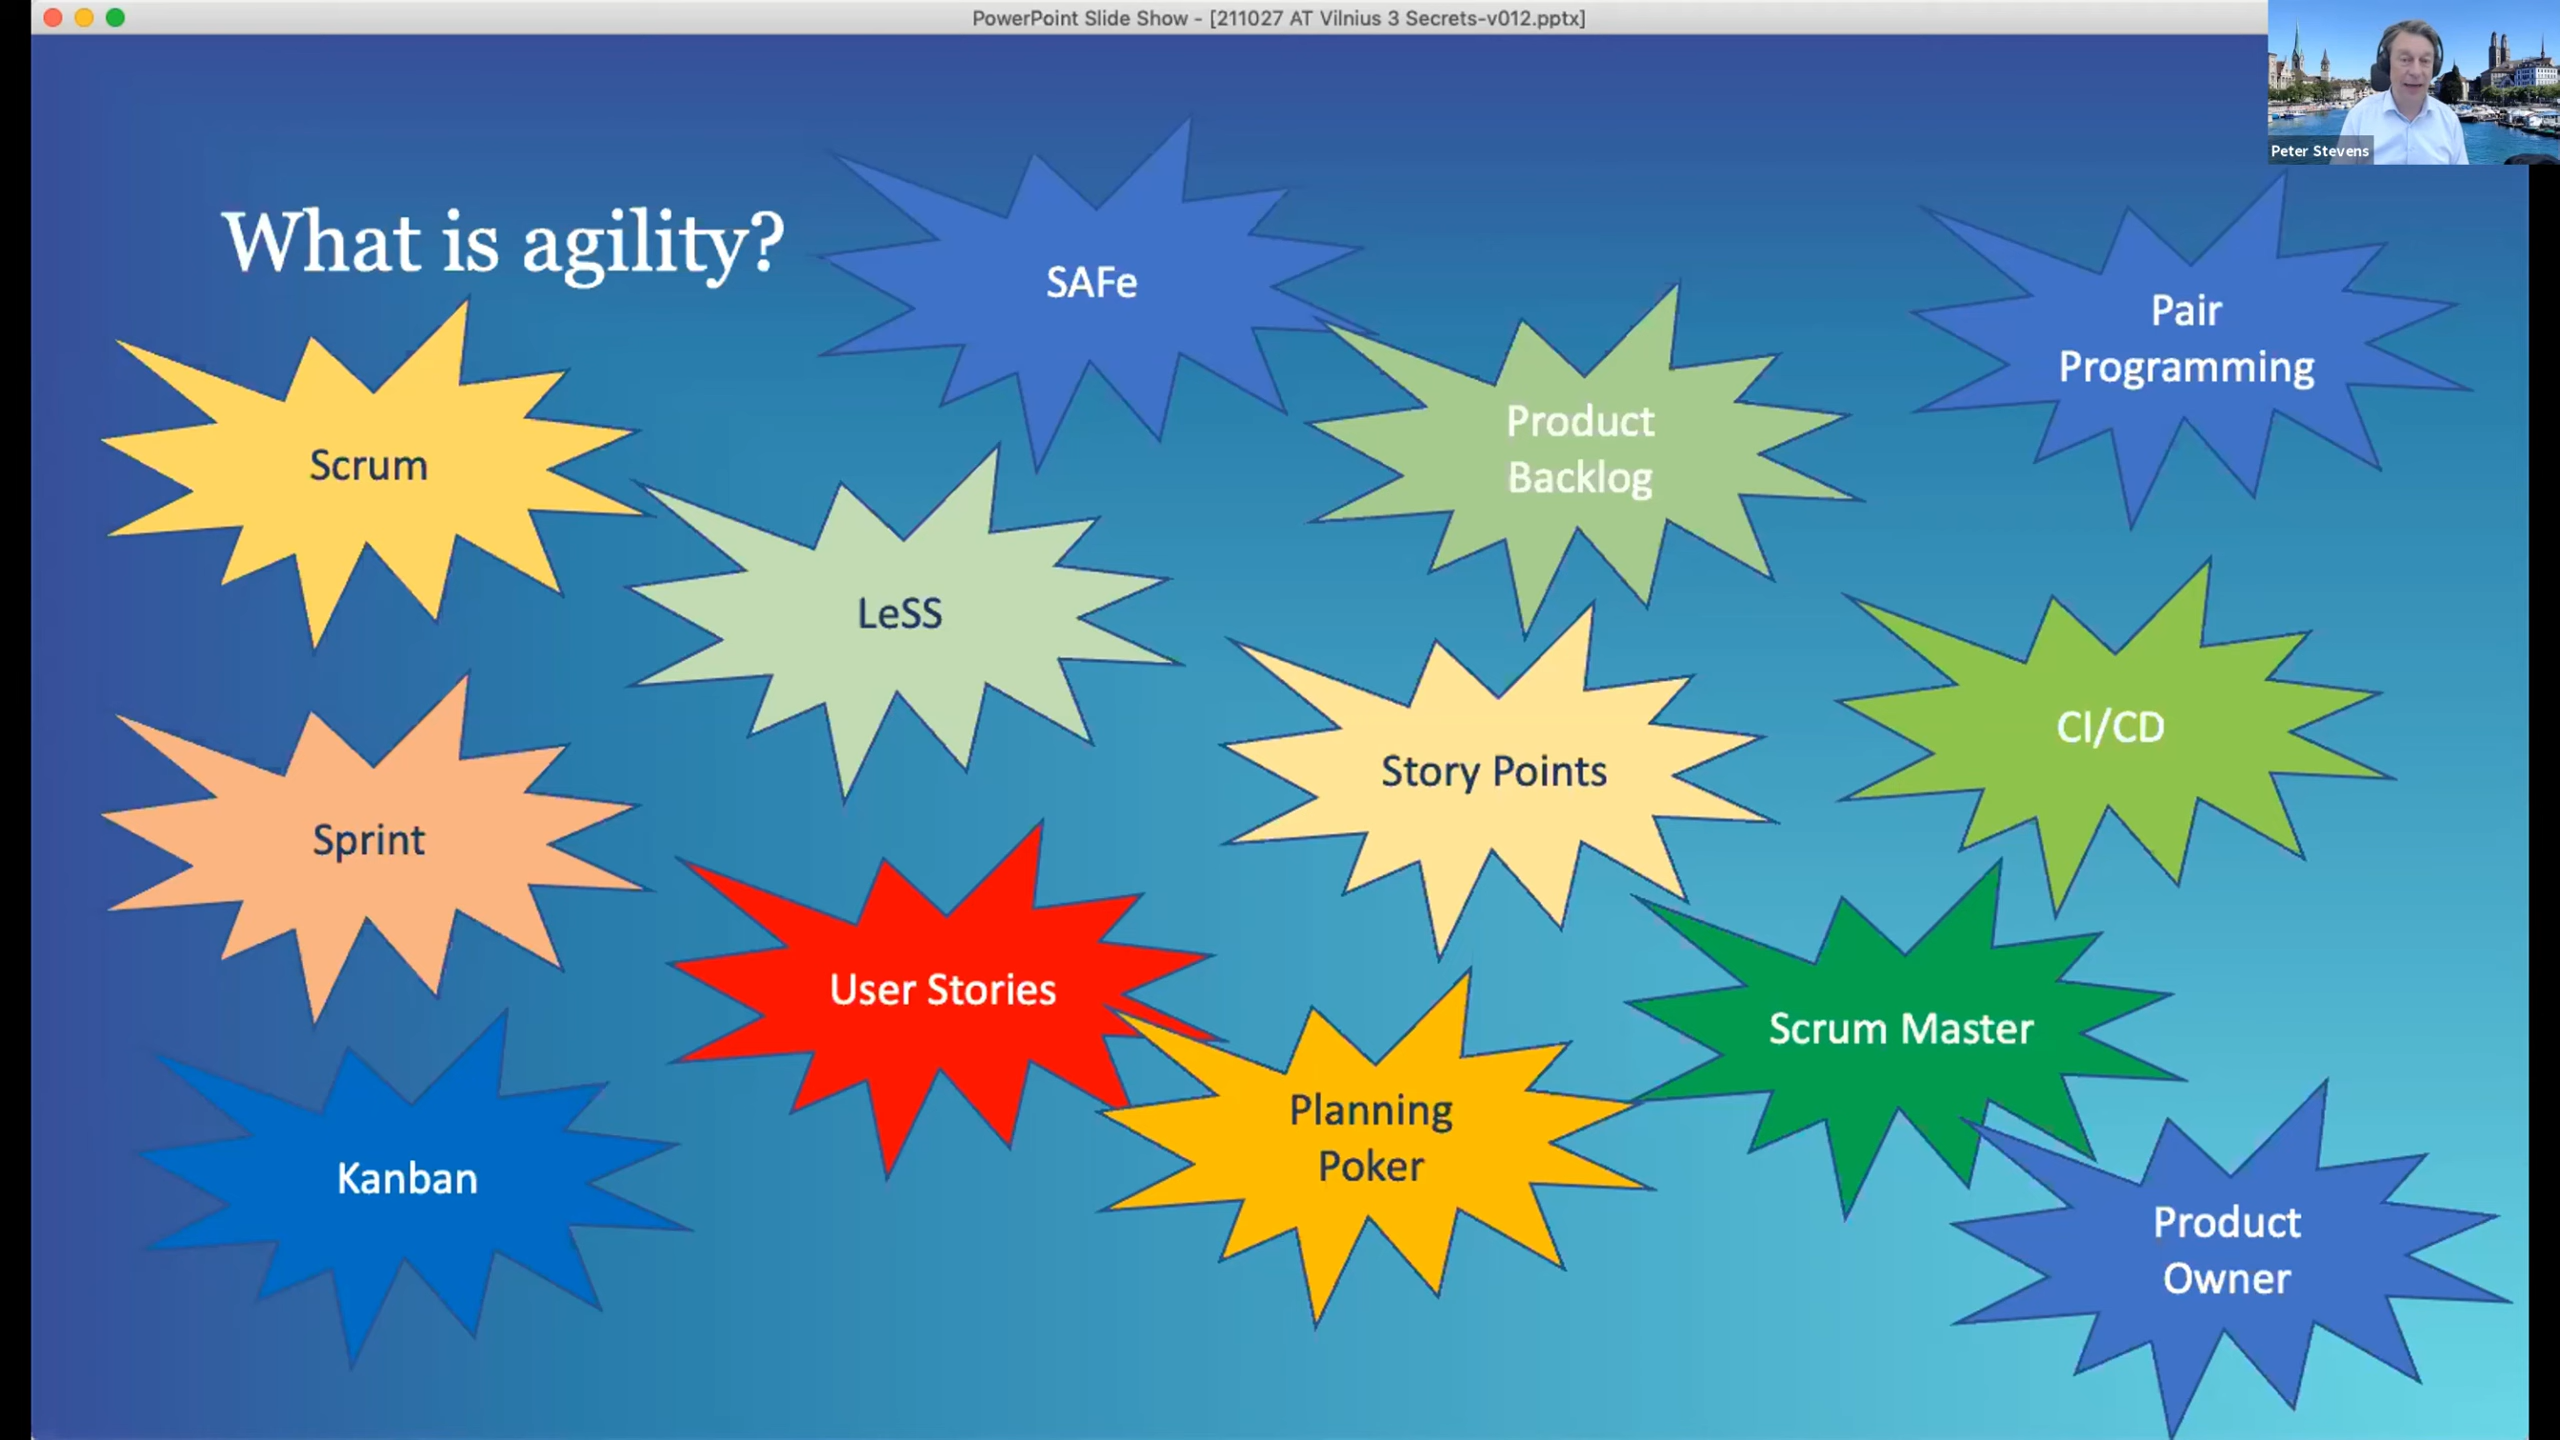 PowerPoint Slide Show - [211027 AT Vilnius 3 Secrets-v012.pptx]
Peter Stevens
What is agility?
SAFe
Pair
Programming
Product
Backlog
Scrum
LeSS
CI/CD
Story Points
Sprint
User Stories
Scrum Master
Planning
Poker
Kanban
Product
Owner